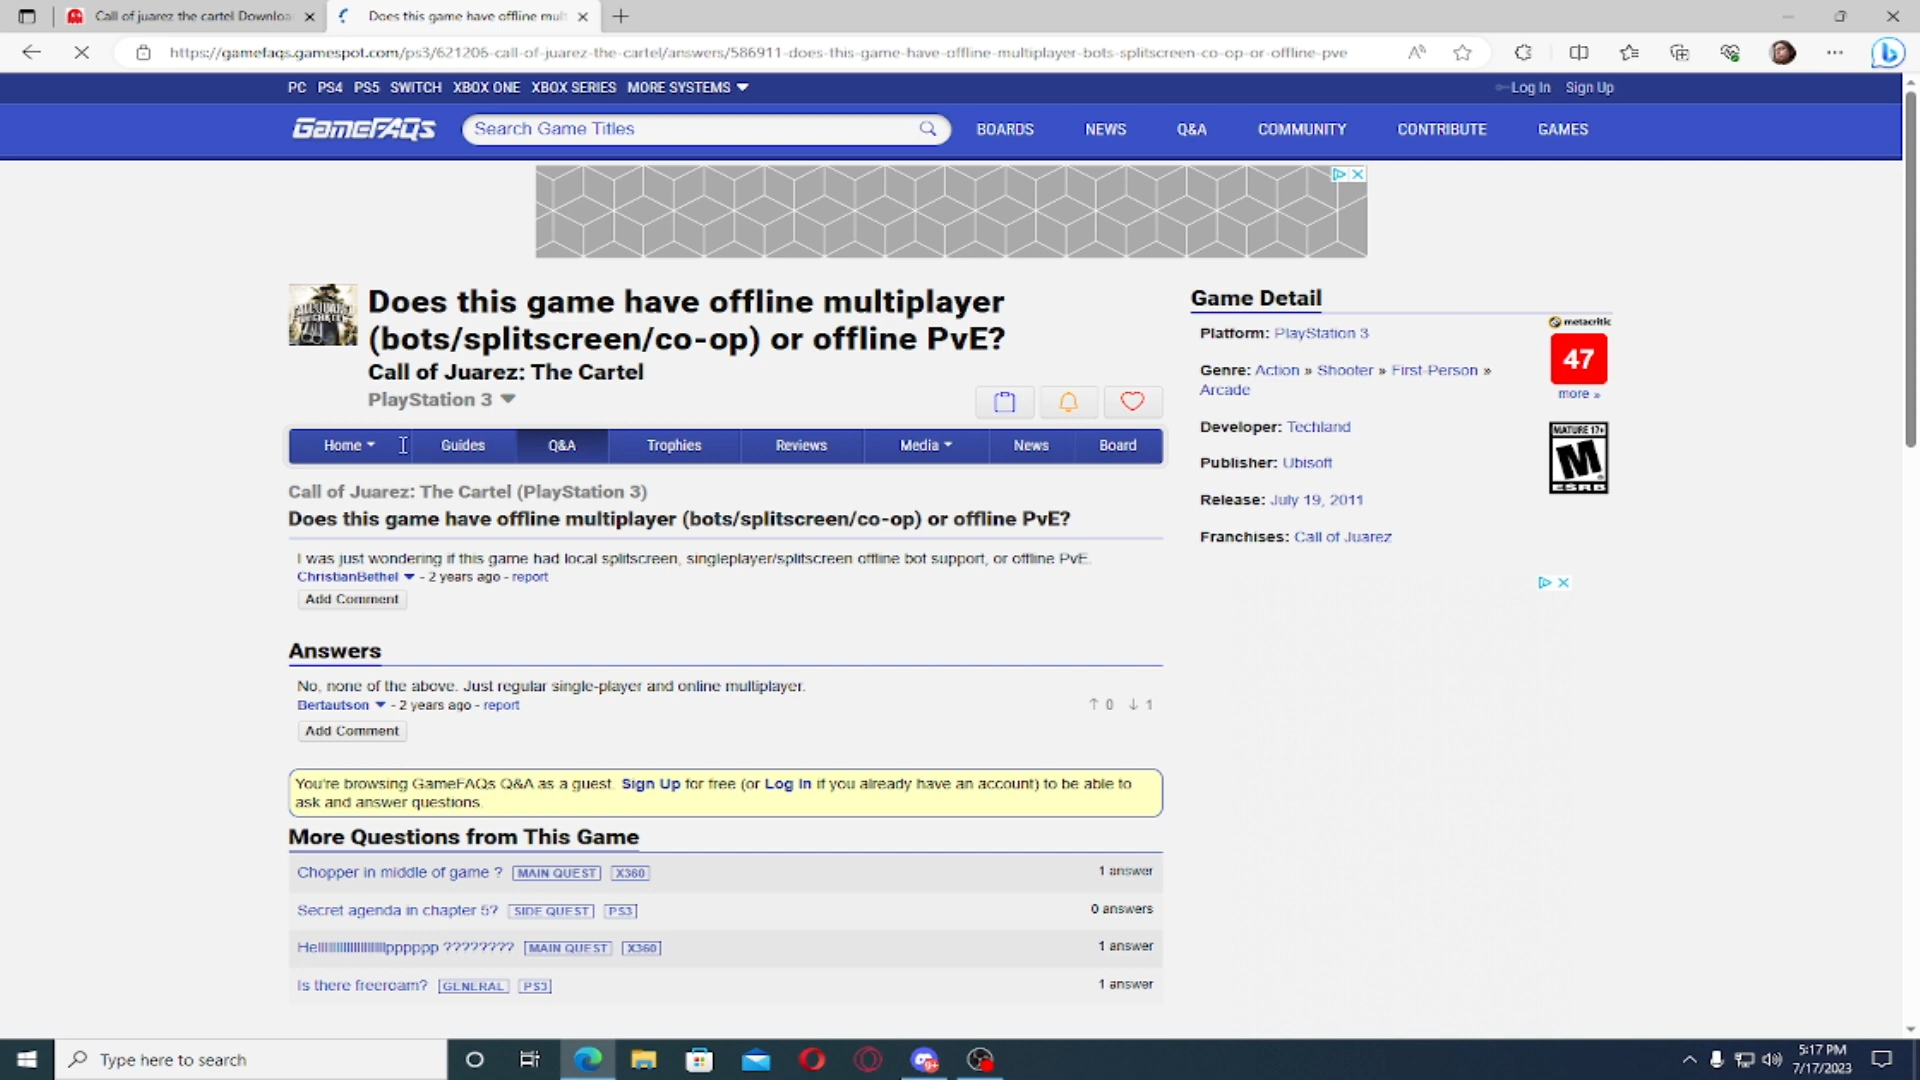 Call of juarez the cartel Downloa
Does this game have offline mult
https://gamefaqs.gamespot.com/ps3/621206-call-of-juarez-the-cartel/answers/586911-does-this-game-have-offline-multiplayer-bots-splitscreen-co-op-or-offline-pve
PC PS4 PS5 SWITCH XBOX ONE XBOX SERIES MORE SYSTEMS
Log In Sign Up
GameFAQs
Search Game Titles
BOARDS NEWS Q&A COMMUNITY CONTRIBUTE GAMES
Does this game have offline multiplayer
(bots/splitscreen/co-op) or offline PvE?
Call of Juarez: The Cartel
PlayStation 3
Home Guides Q&A Trophies Reviews Media News Board
Call of Juarez: The Cartel (PlayStation 3)
Does this game have offline multiplayer (bots/splitscreen/co-op) or offline PvE?
I was just wondering if this game had local splitscreen, singleplayer/splitscreen offline bot support, or offline PvE.
ChristianBethel - 2 years ago - report
Add Comment
Answers
No, none of the above. Just regular single-player and online multiplayer.
Bertautson - 2 years ago - report
0 1
Add Comment
You're browsing GameFAQs Q&A as a guest. Sign Up for free (or Log In if you already have an account) to be able to
ask and answer questions.
More Questions from This Game
Chopper in middle of game ? MAIN QUEST X360 1 answer
Secret agenda in chapter 5? SIDE QUEST PS3 0 answers
MAIN QUEST X360 1 answer
Is there freeroam? GENERAL PS3 1 answer
Game Detail
Platform: PlayStation 3
Genre: Action » Shooter » First-Person »
Arcade
Developer: Techland
Publisher: Ubisoft
Release: July 19, 2011
Franchises: Call of Juarez
metacritic
47
more »
MATURE 17+
M
ESRB
Type here to search
5:17 PM
7/17/2023